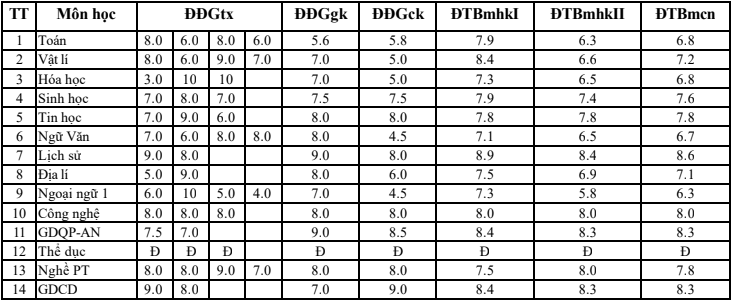 TT Môn học ĐĐGtx ĐĐGgk ĐĐGck ĐTBmhkI ĐTBmhkII ĐTBmcn
1 Toán 8.0 6.0 8.0 6.0 5.6 5.8 7.9 6.3 6.8
2 Vật lí 8.0 6.0 9.0 7.0 7.0 5.0 8.4 6.6 7.2
3 Hóa học 3.0 10 10 7.0 5.0 7.3 6.5 6.8
4 Sinh học 7.0 8.0 7.0 7.5 7.5 7.9 7.4 7.6
5 Tin học 7.0 9.0 6.0 8.0 8.0 7.8 7.8 7.8
6 Ngữ Văn 7.0 6.0 8.0 8.0 8.0 4.5 7.1 6.5 6.7
7 Lịch sử 9.0 8.0 9.0 8.0 8.9 8.4 8.6
8 Địa lí 5.0 9.0 8.0 6.0 7.5 6.9 7.1
9 Ngoại ngữ 1 6.0 10 5.0 4.0 7.0 4.5 7.3 5.8 6.3
10 Công nghệ 8.0 8.0 8.0 8.0 8.0 8.0 8.0 8.0
11 GDQP-AN 7.5 7.0 9.0 8.5 8.4 8.3 8.3
12 Thể dục Đ Đ Đ Đ Đ Đ Đ Đ
13 Nghề PT 8.0 8.0 9.0 7.0 8.0 8.0 7.5 8.0 7.8
14 GDCD 9.0 8.0 7.0 9.0 8.4 8.3 8.3